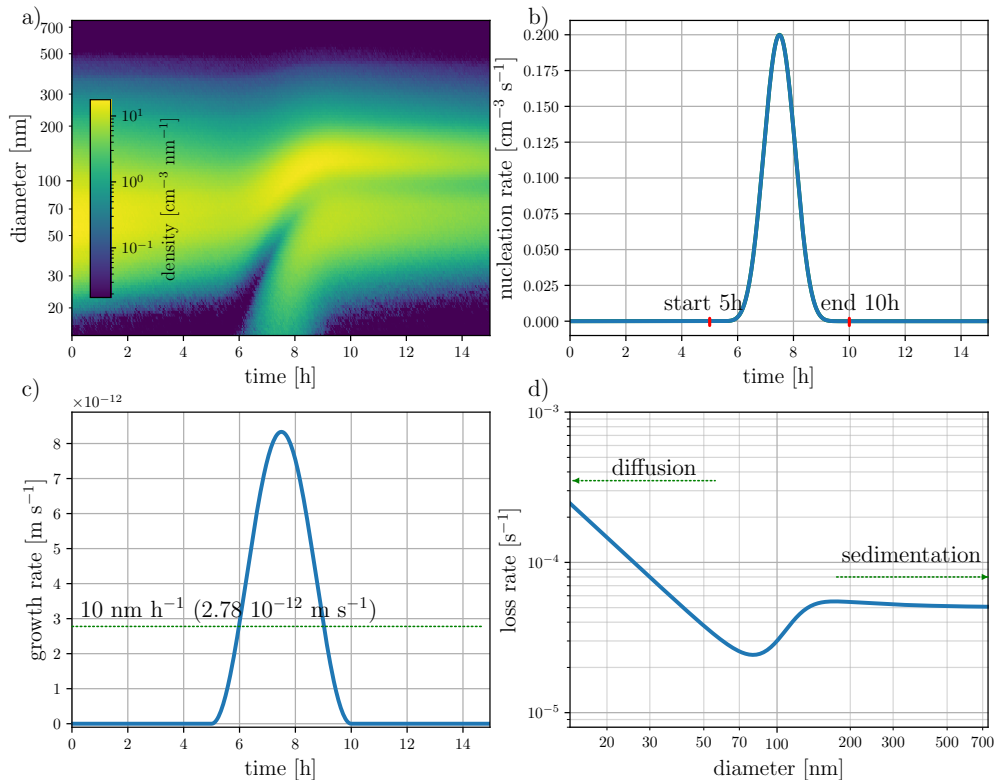 a)
700
500
300
200
100
70
50
30
20
diameter [nm]
10¹
10⁰
10⁻¹
density [cm⁻³ nm⁻¹]
0 2 4 6 8 10 12 14
time [h]
b)
0.200
0.175
0.150
0.125
0.100
0.075
0.050
0.025
0.000
nucleation rate [cm⁻³ s⁻¹]
start 5h
end 10h
0 2 4 6 8 10 12 14
time [h]
c)
×10⁻¹²
8
7
6
5
4
3
2
1
0
growth rate [m s⁻¹]
10 nm h⁻¹ (2.78 10⁻¹² m s⁻¹)
0 2 4 6 8 10 12 14
time [h]
d)
10⁻³
10⁻⁴
10⁻⁵
loss rate [s⁻¹]
diffusion
sedimentation
20 30 50 70 100 200 300 500 700
diameter [nm]